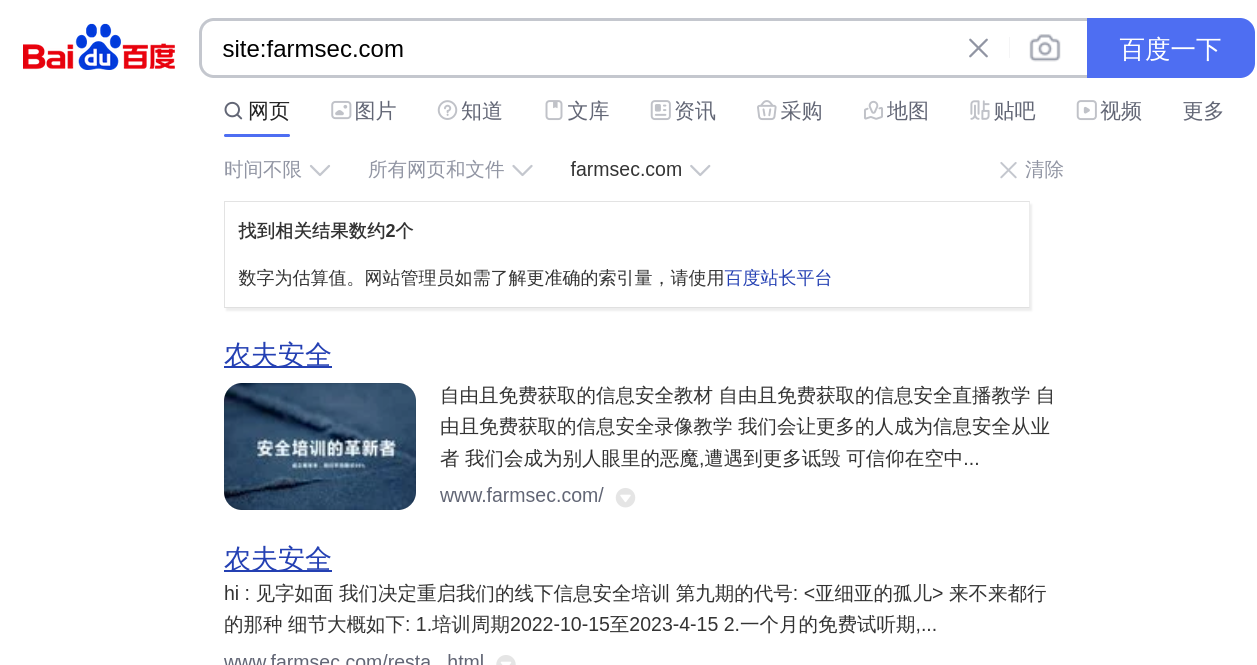 Bai du 百度
site:farmsec.com
百度一下
网页 图片 知道 文库 资讯 采购 地图 贴吧 视频 更多
时间不限 所有网页和文件 farmsec.com 清除
找到相关结果数约2个
数字为估算值。网站管理员如需了解更准确的索引量，请使用百度站长平台
农夫安全
安全培训的革新者
自由且免费获取的信息安全教材 自由且免费获取的信息安全直播教学 自
由且免费获取的信息安全录像教学 我们会让更多的人成为信息安全从业
者 我们会成为别人眼里的恶魔,遭遇到更多诋毁 可信仰在空中...
www.farmsec.com/
农夫安全
hi : 见字如面 我们决定重启我们的线下信息安全培训 第九期的代号: <亚细亚的孤儿> 来不来都行
的那种 细节大概如下: 1.培训周期2022-10-15至2023-4-15 2.一个月的免费试听期,...
www.farmsec.com/resta...html